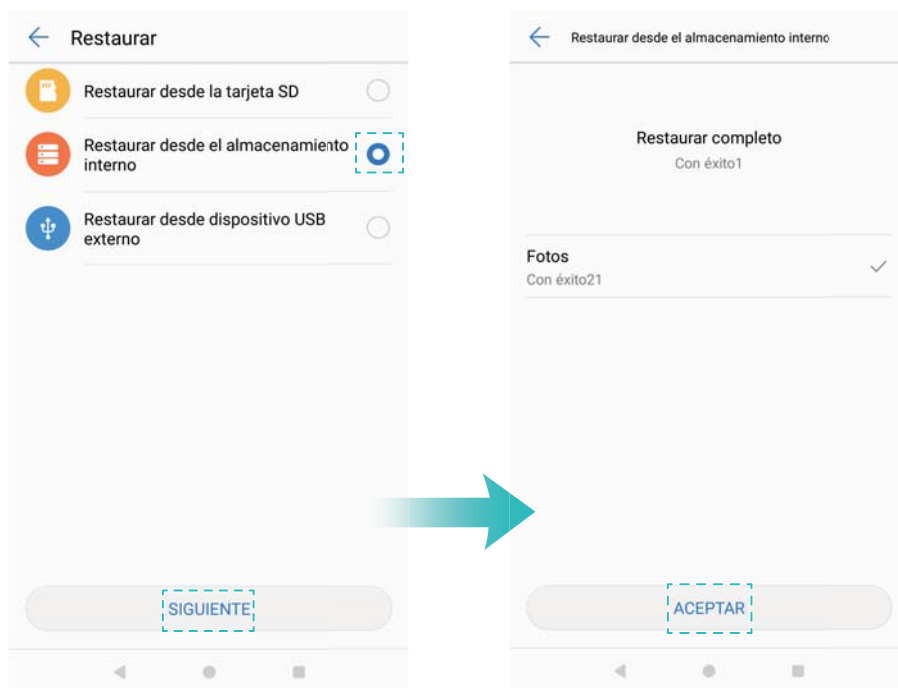 Restaurar
Restaurar desde la tarjeta SD
Restaurar desde el almacenamiento
interno
Restaurar desde dispositivo USB
externo
SIGUIENTE
Restaurar desde el almacenamiento interno
Restaurar completo
Con éxito1
Fotos
Con éxito21
ACEPTAR